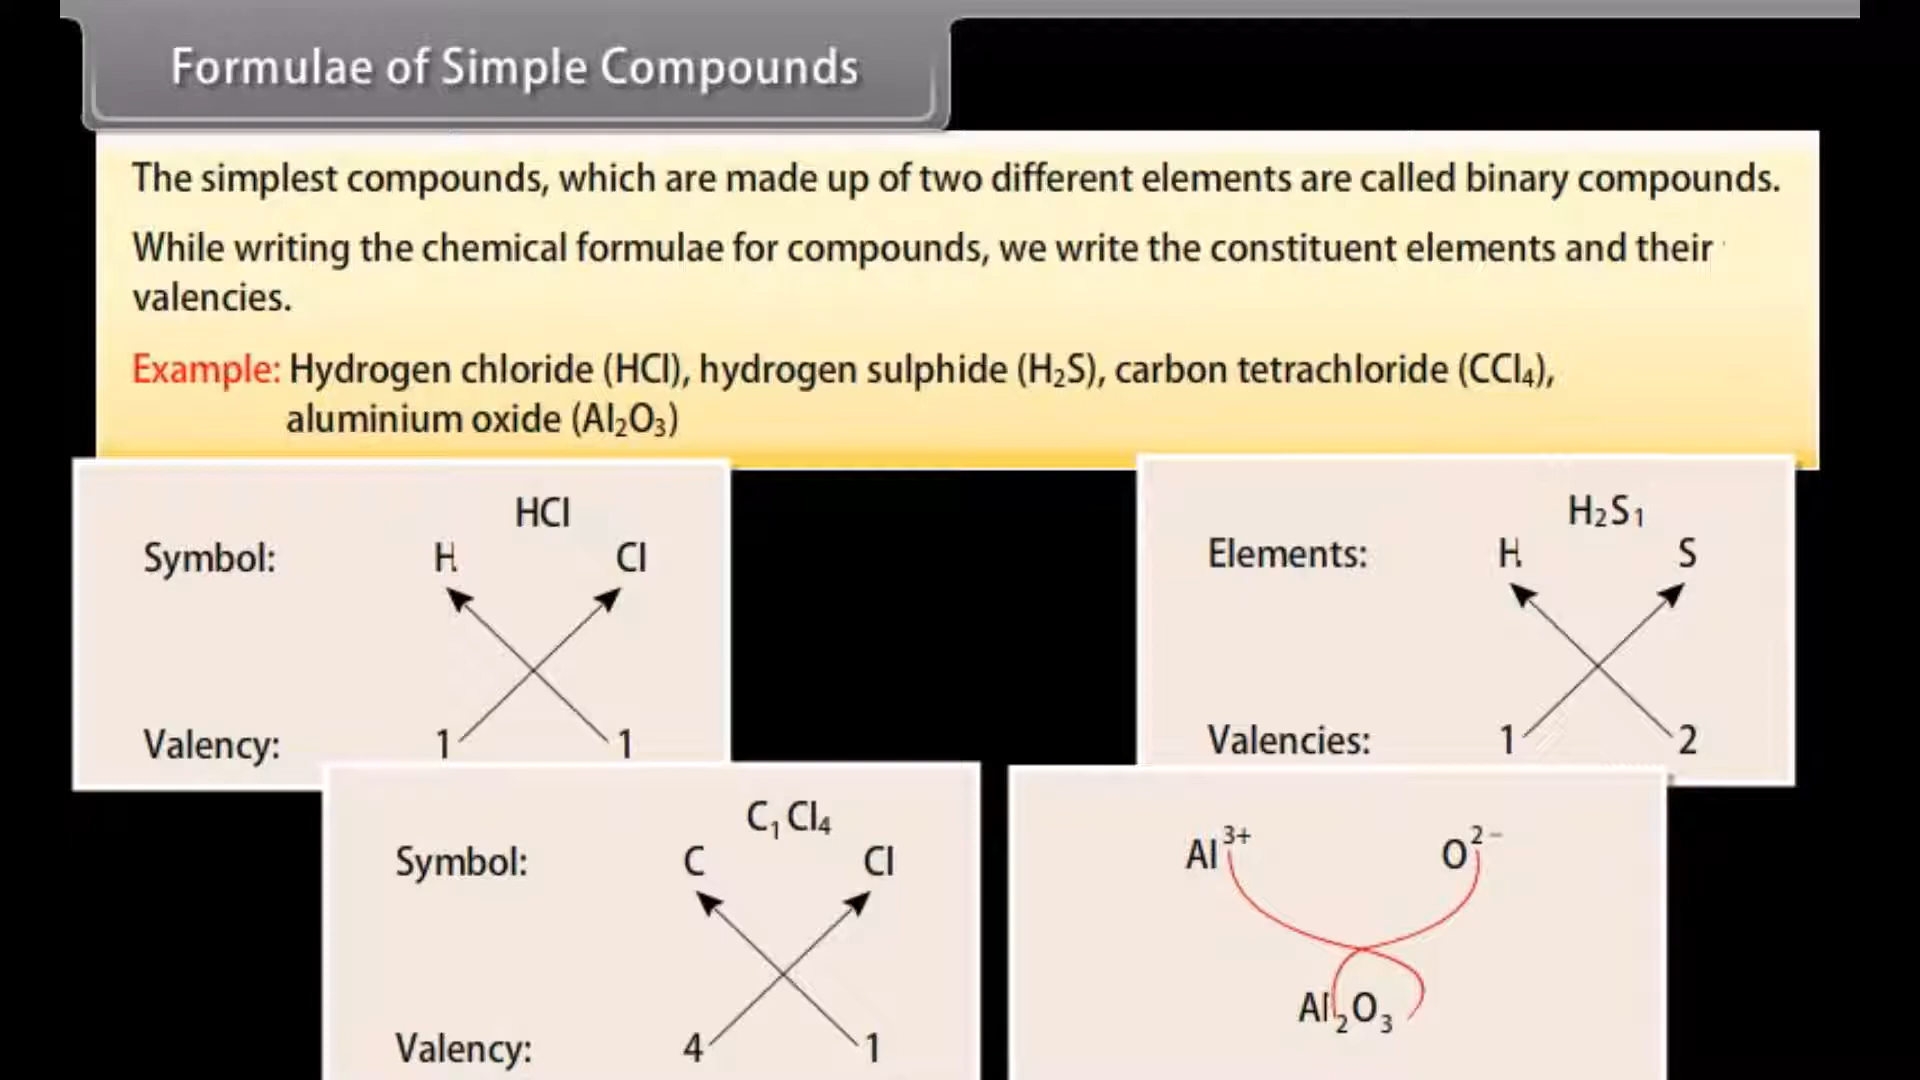 Formulae of Simple Compounds
The simplest compounds, which are made up of two different elements are called binary compounds.
While writing the chemical formulae for compounds, we write the constituent elements and their
valencies.
Example: Hydrogen chloride (HCl), hydrogen sulphide (H₂S), carbon tetrachloride (CCl₄),
aluminium oxide (Al₂O₃)
HCl
Symbol: H Cl
Valency: 1 1
H₂S₁
Elements: H S
Valencies: 1 2
C₁Cl₄
Symbol: C Cl
Valency: 4 1
Al³⁺ O²⁻
Al₂O₃